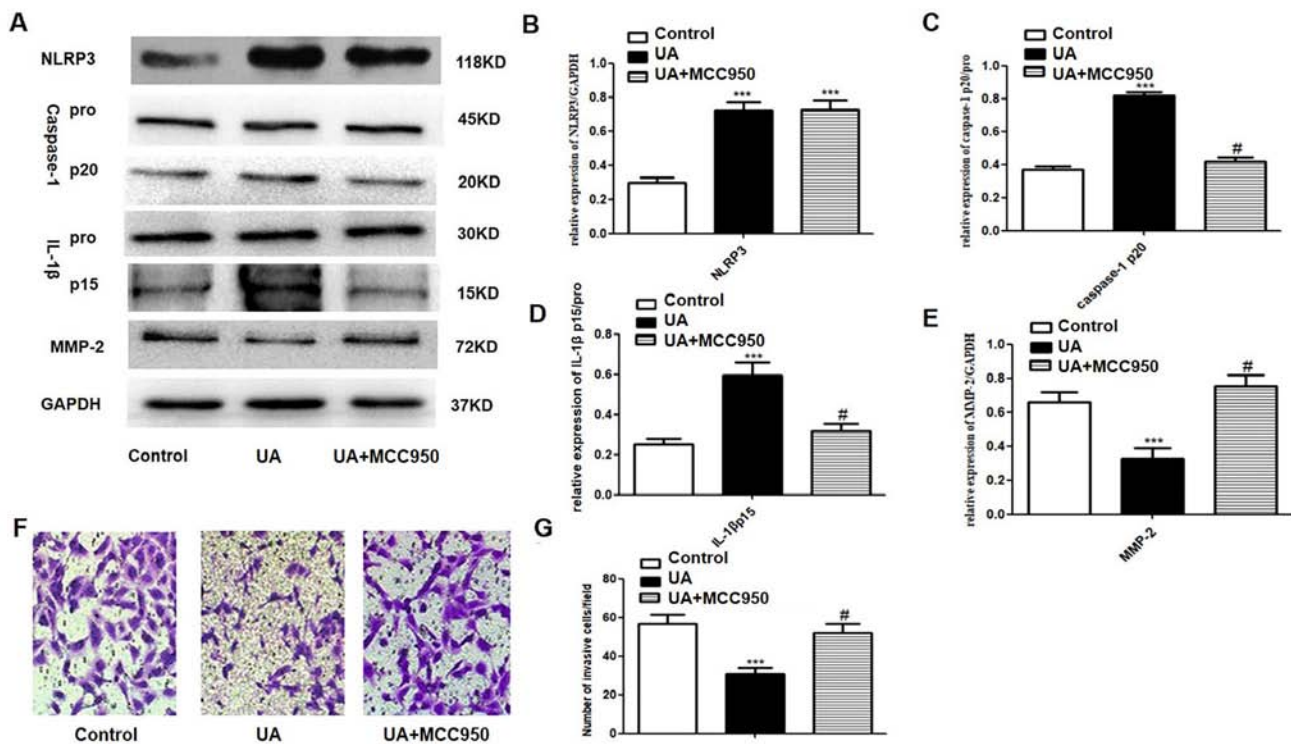 A
NLRP3
118KD
Caspase-1
pro
45KD
p20
20KD
IL-1β
pro
30KD
p15
15KD
MMP-2
72KD
GAPDH
37KD
Control UA UA+MCC950
B
Control
UA
UA+MCC950
relative expression of NLRP3/GAPDH
1.0
0.8
0.6
0.4
0.2
0.0
***
***
NLRP3
C
Control
UA
UA+MCC950
relative expression of caspase-1 p20/pro
1.0
0.8
0.6
0.4
0.2
0.0
***
#
caspase-1 p20
D
Control
UA
UA+MCC950
relative expression of IL-1β p15/pro
0.8
0.6
0.4
0.2
0.0
***
#
IL-1βp15
E
Control
UA
UA+MCC950
relative expression of MMP-2/GAPDH
1.0
0.8
0.6
0.4
0.2
0.0
***
#
MMP-2
F
Control UA UA+MCC950
G
Control
UA
UA+MCC950
Number of invasive cells/field
80
60
40
20
0
***
#